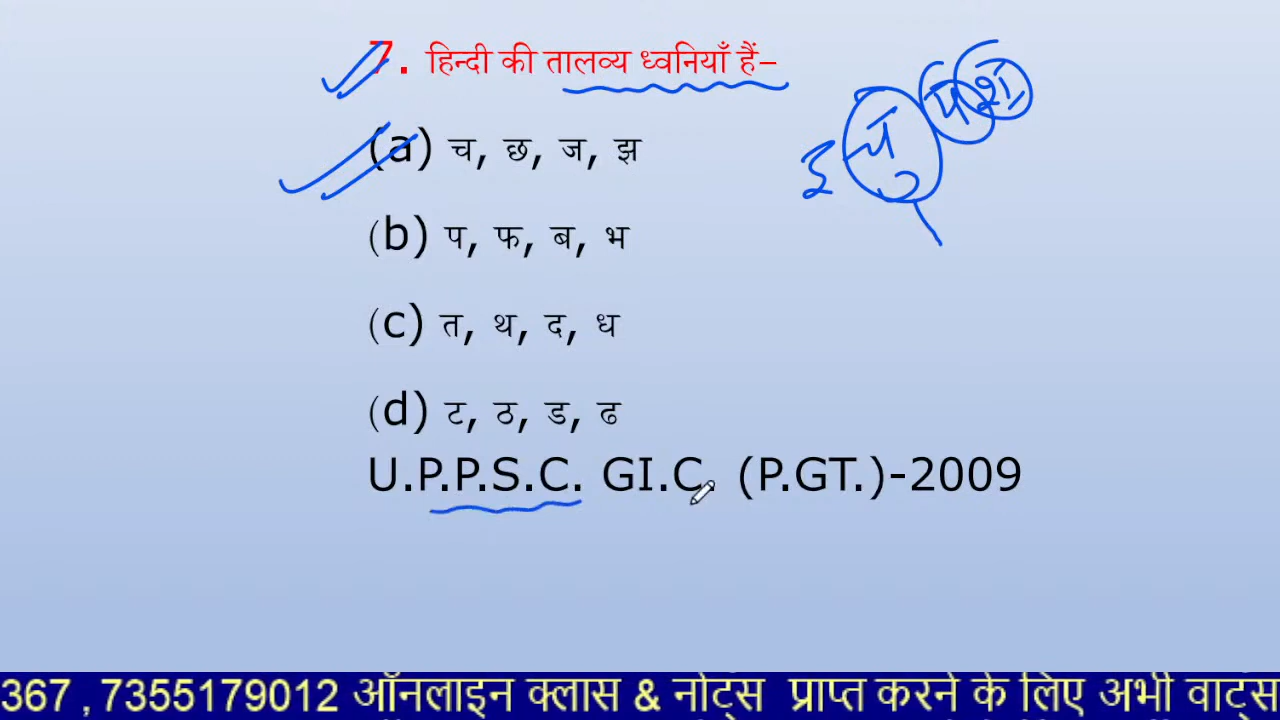 7. हिन्दी की तालव्य ध्वनियाँ हैं-
(a) च, छ, ज, झ
(b) प, फ, ब, भ
(c) त, थ, द, ध
(d) ट, ठ, ड, ढ
U.P.P.S.C. GI.C. (P.GT.)-2009
367 , 7355179012 ऑनलाइन क्लास & नोट्स प्राप्त करने के लिए अभी वाट्स